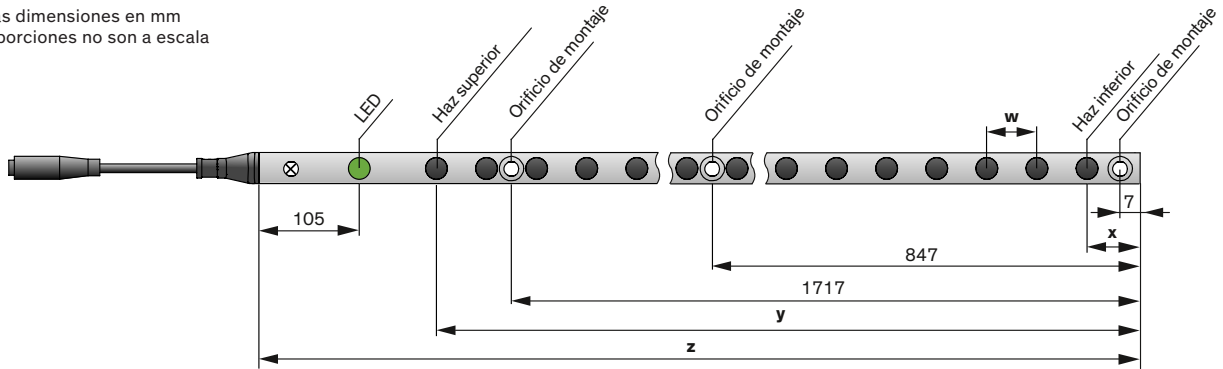 as dimensiones en mm
porciones no son a escala
LED
Haz superior
Orificio de montaje
Orificio de montaje
Haz inferior
Orificio de montaje
w
7
105
x
847
1717
y
z